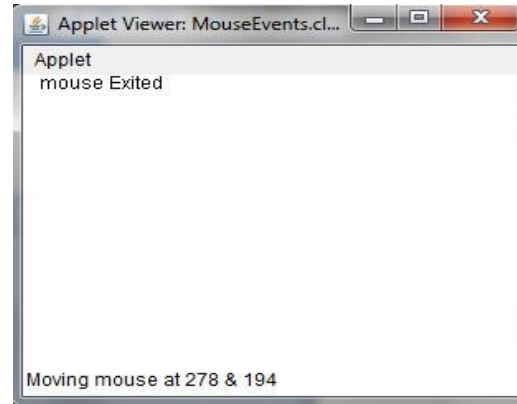 Applet Viewer: MouseEvents.cl...
Applet
mouse Exited
Moving mouse at 278 & 194